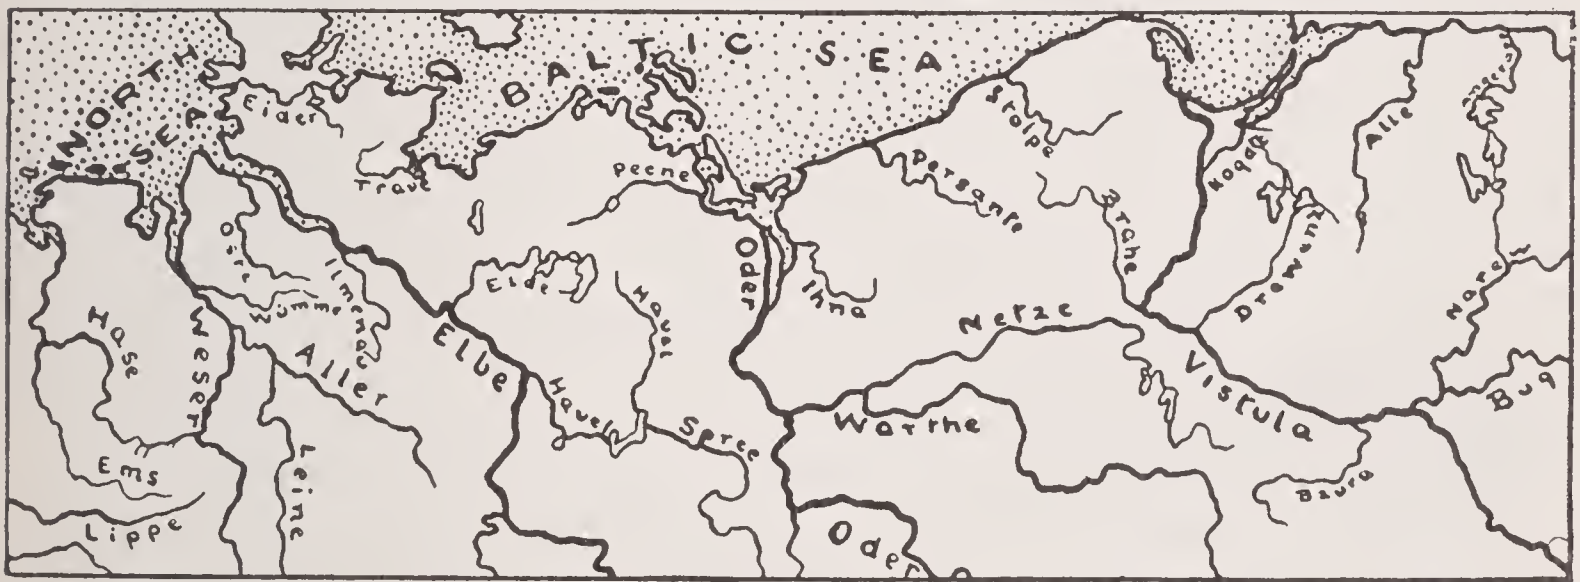 NORTH
SEA
BALTIC SEA
Eider
Trave
Peene
Stolpe
Persante
Brahe
Nogat
Alle
Oste
Wümme
Ilmenau
Elde
Havel
Oder
Ihna
Netze
Drewenz
Narew
Hase
Weser
Aller
Elbe
Havel
Spree
Warthe
Vistula
Bug
Ems
Leine
Lippe
Bzura
Oder